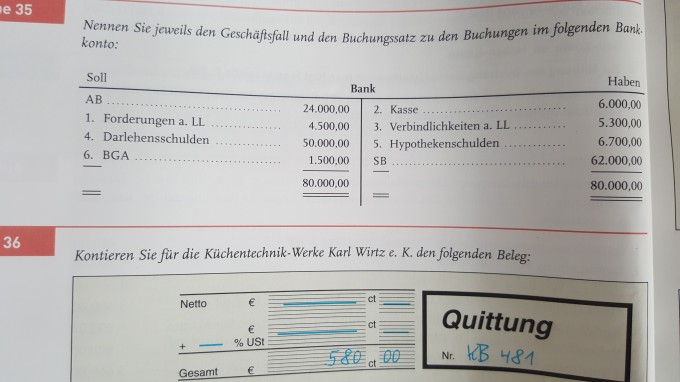 ne 35
Nennen Sie jeweils den Geschäftsfall und den Buchungssatz zu den Buchungen im folgenden Bank-
konto:
Soll Bank Haben
AB .................................... 24.000,00 2. Kasse .................................... 6.000,00
1. Forderungen a. LL .................. 4.500,00 3. Verbindlichkeiten a. LL ............. 5.300,00
4. Darlehensschulden .................. 50.000,00 5. Hypothekenschulden ................ 6.700,00
6. BGA .................................... 1.500,00 SB .................................... 62.000,00
80.000,00 80.000,00
36
Kontieren Sie für die Küchentechnik-Werke Karl Wirtz e. K. den folgenden Beleg:
Netto € ct
€ ct
+ % USt
Gesamt € 580 ct 00
Quittung
Nr. KB 481